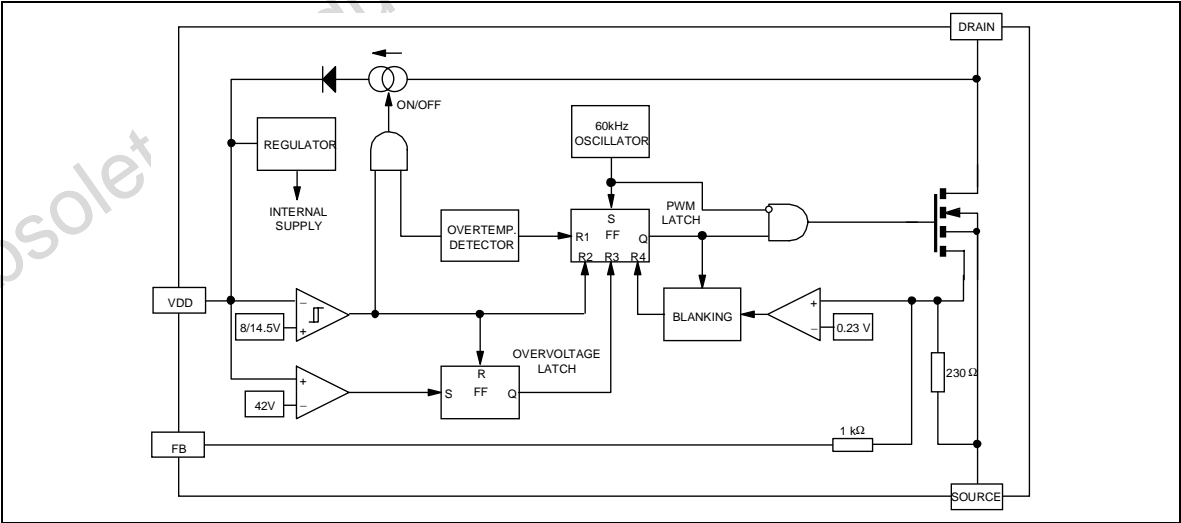 DRAIN
ON/OFF
60kHz
OSCILLATOR
REGULATOR
INTERNAL
SUPPLY
PWM
LATCH
S
FF
R1
Q
R2 R3 R4
OVERTEMP.
DETECTOR
VDD
8/14.5V
−
+
BLANKING
+
−
0.23 V
OVERVOLTAGE
LATCH
R
FF
S
Q
+
−
42V
230 Ω
1 kΩ
FB
SOURCE